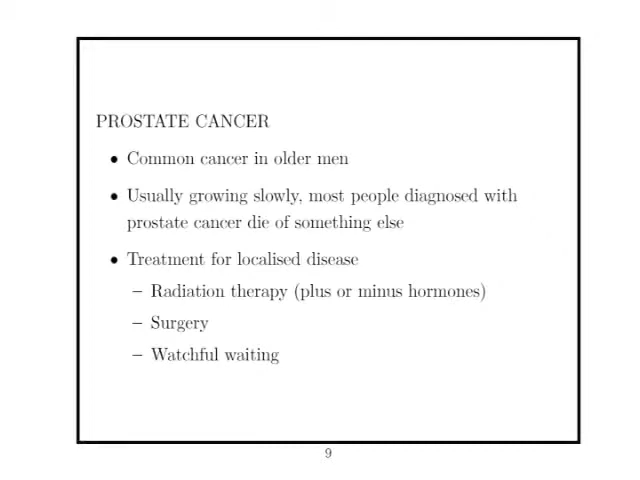 PROSTATE CANCER
• Common cancer in older men
• Usually growing slowly, most people diagnosed with
prostate cancer die of something else
• Treatment for localised disease
– Radiation therapy (plus or minus hormones)
– Surgery
– Watchful waiting
9